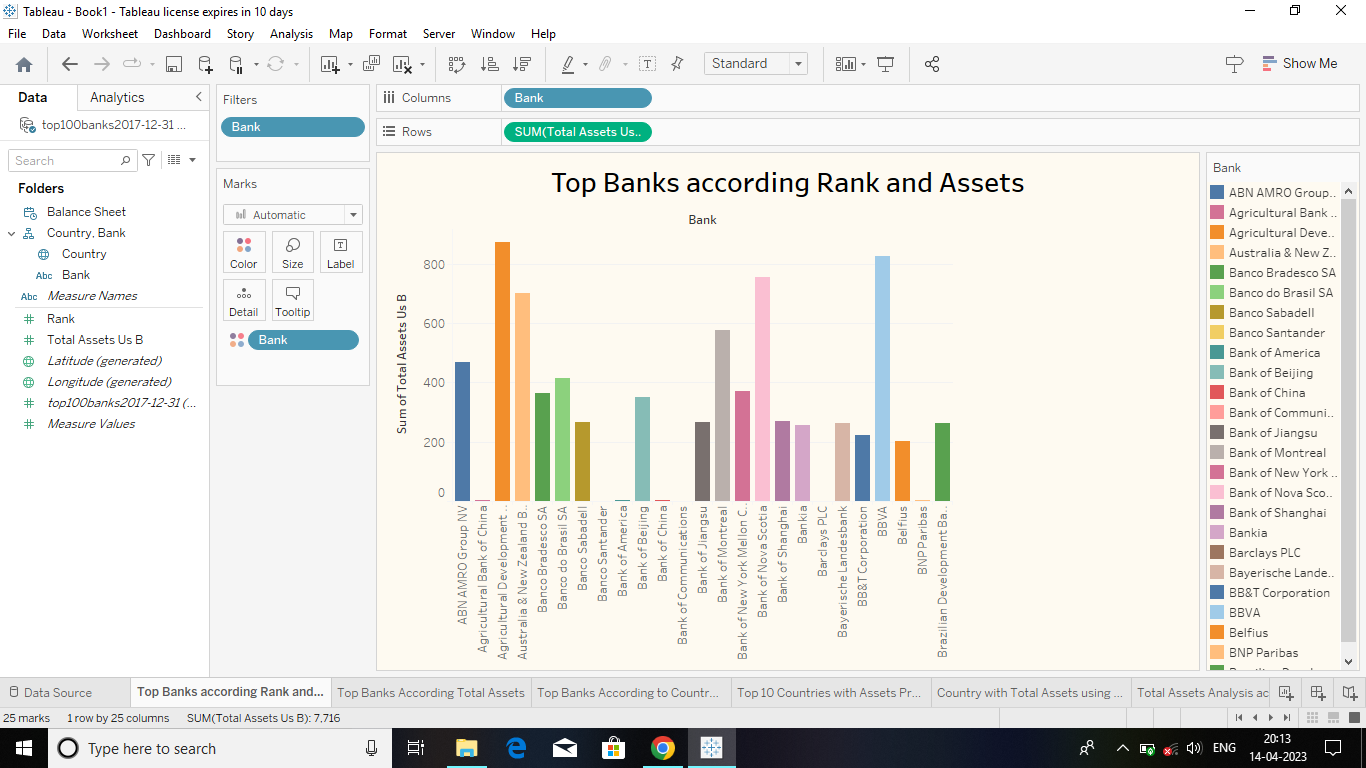 Tableau - Book1 - Tableau license expires in 10 days
File Data Worksheet Dashboard Story Analysis Map Format Server Window Help
Standard Show Me
Data Analytics
top100banks2017-12-31 ...
Search
Folders
Balance Sheet
Country, Bank
Country
Abc Bank
Abc Measure Names
Rank
Total Assets Us B
Latitude (generated)
Longitude (generated)
top100banks2017-12-31 (...
Measure Values
Filters
Bank
Marks
Automatic
Color Size Label
Detail Tooltip
Bank
Columns Bank
Rows SUM(Total Assets Us..
Top Banks according Rank and Assets
Bank
Sum of Total Assets Us B
800
600
400
200
0
ABN AMRO Group NV
Agricultural Bank of China
Agricultural Development ..
Australia & New Zealand B..
Banco Bradesco SA
Banco do Brasil SA
Banco Sabadell
Banco Santander
Bank of America
Bank of Beijing
Bank of China
Bank of Communications
Bank of Jiangsu
Bank of Montreal
Bank of New York Mellon C..
Bank of Nova Scotia
Bank of Shanghai
Bankia
Barclays PLC
Bayerische Landesbank
BB&T Corporation
BBVA
Belfius
BNP Paribas
Brazilian Development Ba..
Bank
ABN AMRO Group..
Agricultural Bank ..
Agricultural Deve..
Australia & New Z..
Banco Bradesco SA
Banco do Brasil SA
Banco Sabadell
Banco Santander
Bank of America
Bank of Beijing
Bank of China
Bank of Communi..
Bank of Jiangsu
Bank of Montreal
Bank of New York ..
Bank of Nova Sco..
Bank of Shanghai
Bankia
Barclays PLC
Bayerische Lande..
BB&T Corporation
BBVA
Belfius
BNP Paribas
Data Source Top Banks according Rank and... Top Banks According Total Assets Top Banks According to Countr... Top 10 Countries with Assets Pr... Country with Total Assets using ... Total Assets Analysis ac
25 marks 1 row by 25 columns SUM(Total Assets Us B): 7,716
Type here to search ENG 20:13
14-04-2023